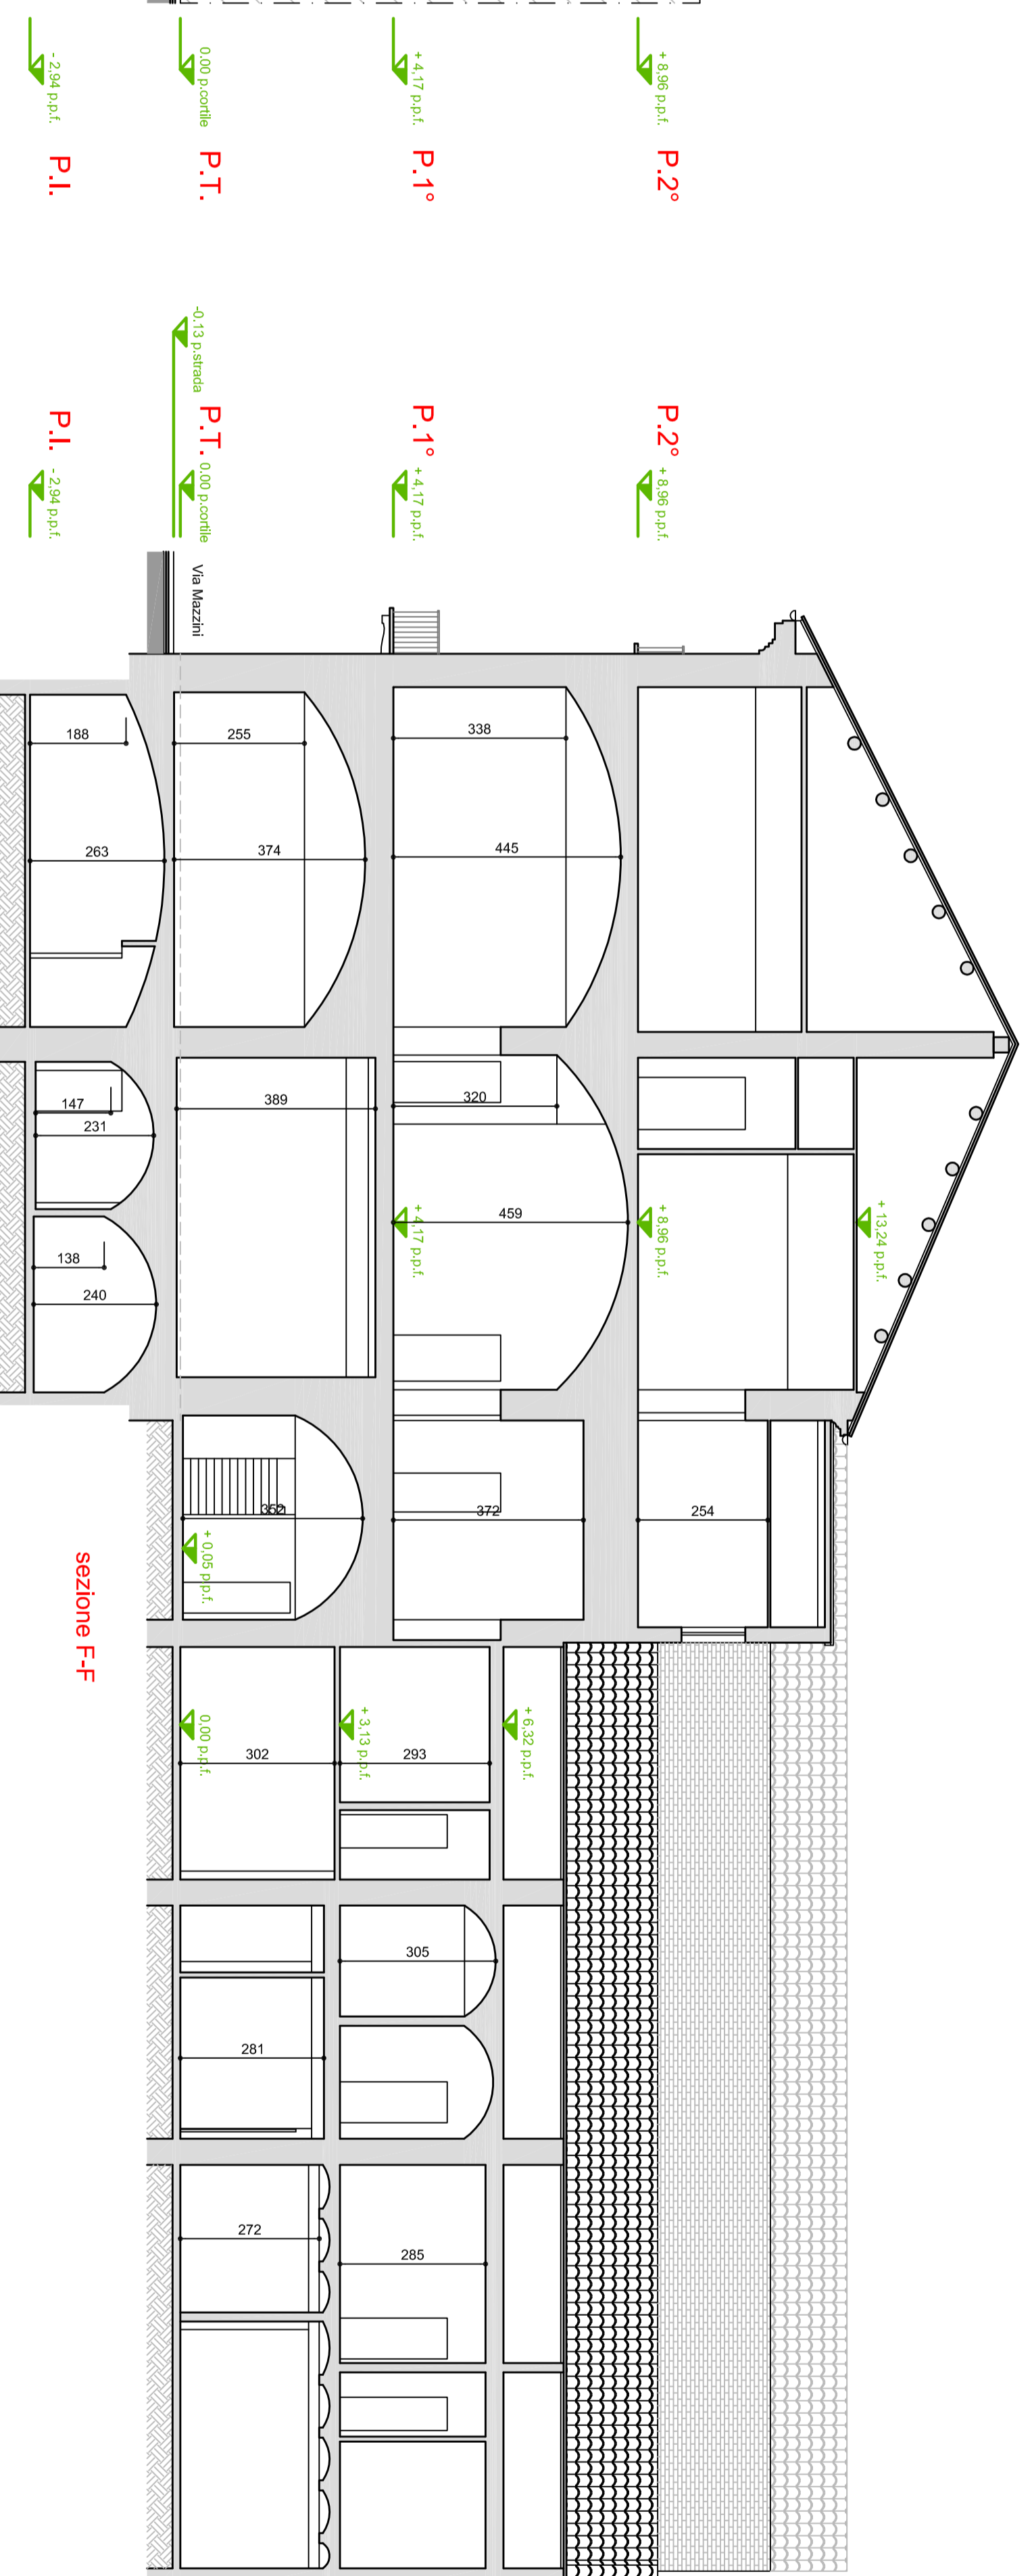 + 8,96 p.p.f.
P.2°
+ 4,17 p.p.f.
P.1°
0.00 p.cortile
P.T.
- 2,94 p.p.f.
P.I.
P.2°
+ 8,96 p.p.f.
P.1°
+ 4,17 p.p.f.
-0.13 p.strada
P.T.
0.00 p.cortile
P.I.
- 2,94 p.p.f.
Via Mazzini
188
255
338
263
374
445
147
231
389
320
138
240
459
+ 4,17 p.p.f.
+ 8,96 p.p.f.
+ 13,24 p.p.f.
352
372
254
+ 0,05 p.p.f.
sezione F-F
0,00 p.p.f.
+ 3,13 p.p.f.
+ 6,32 p.p.f.
302
293
305
281
272
285